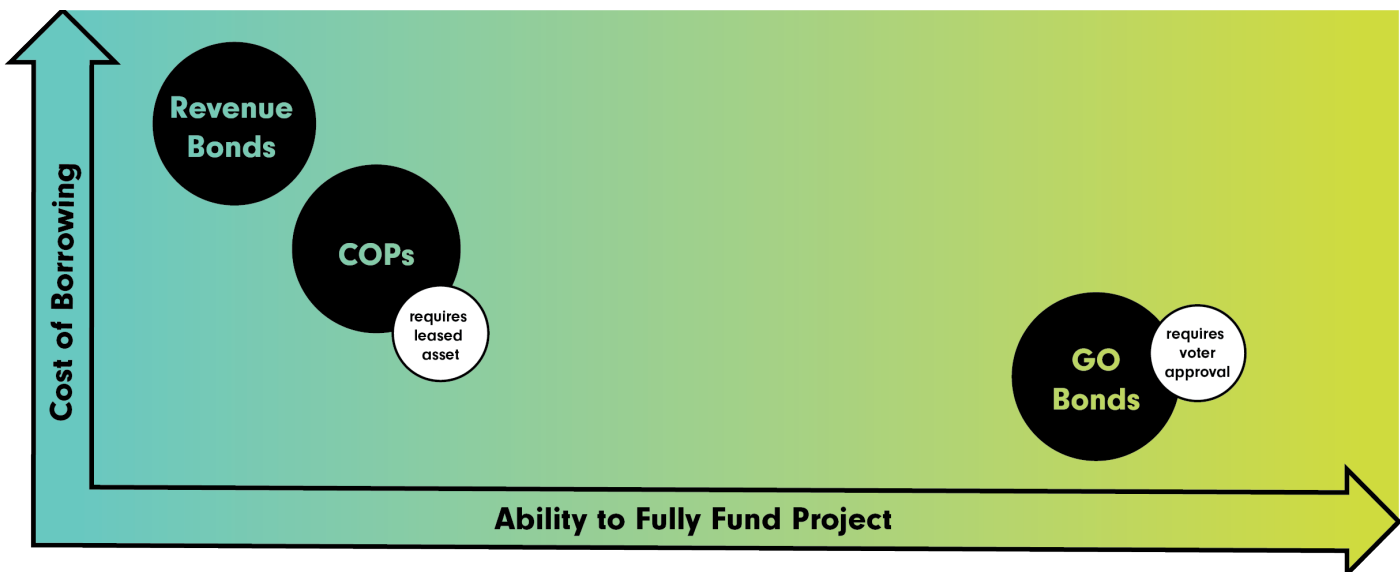 Revenue
Bonds
COPs
requires
leased
asset
GO
Bonds
requires
voter
approval
Cost of Borrowing
Ability to Fully Fund Project